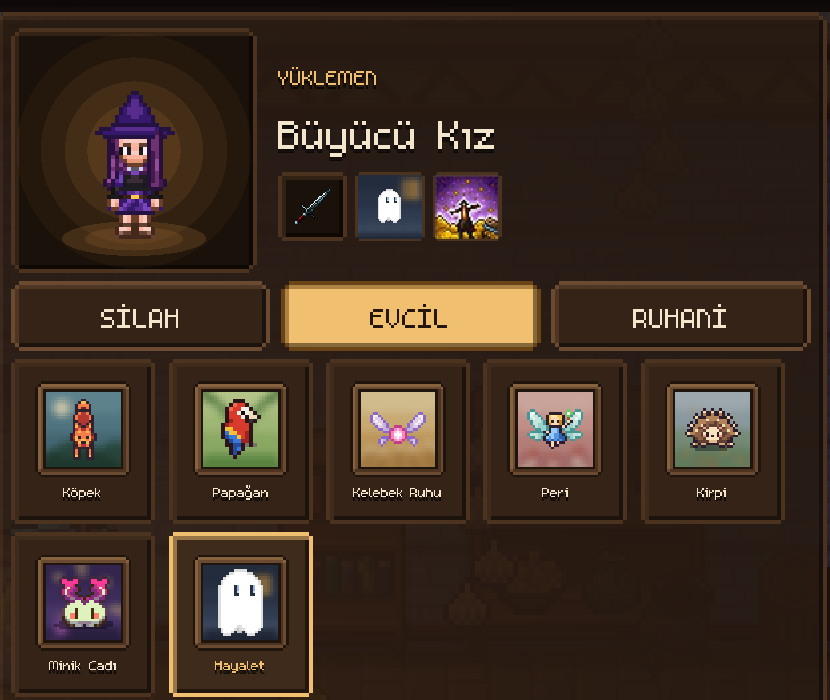 YÜKLEMEN
Büyücü Kız
SİLAH
EVCİL
RUHANİ
Köpek
Papağan
Kelebek Ruhu
Peri
Kirpi
Minik Cadı
Hayalet